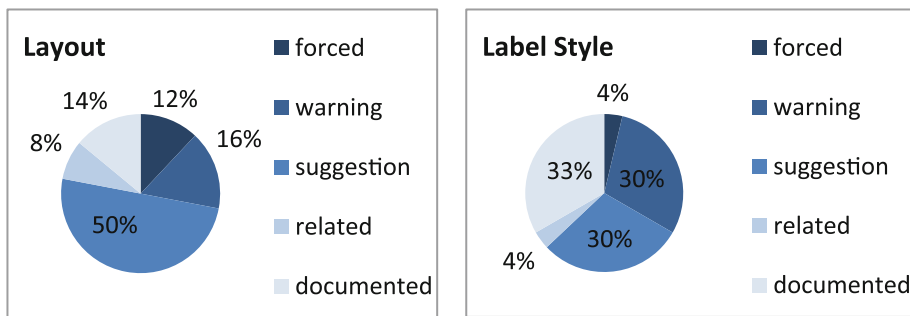 Layout
forced
warning
suggestion
related
documented
14%
12%
8%
16%
50%
Label Style
forced
warning
suggestion
related
documented
4%
33%
30%
30%
4%